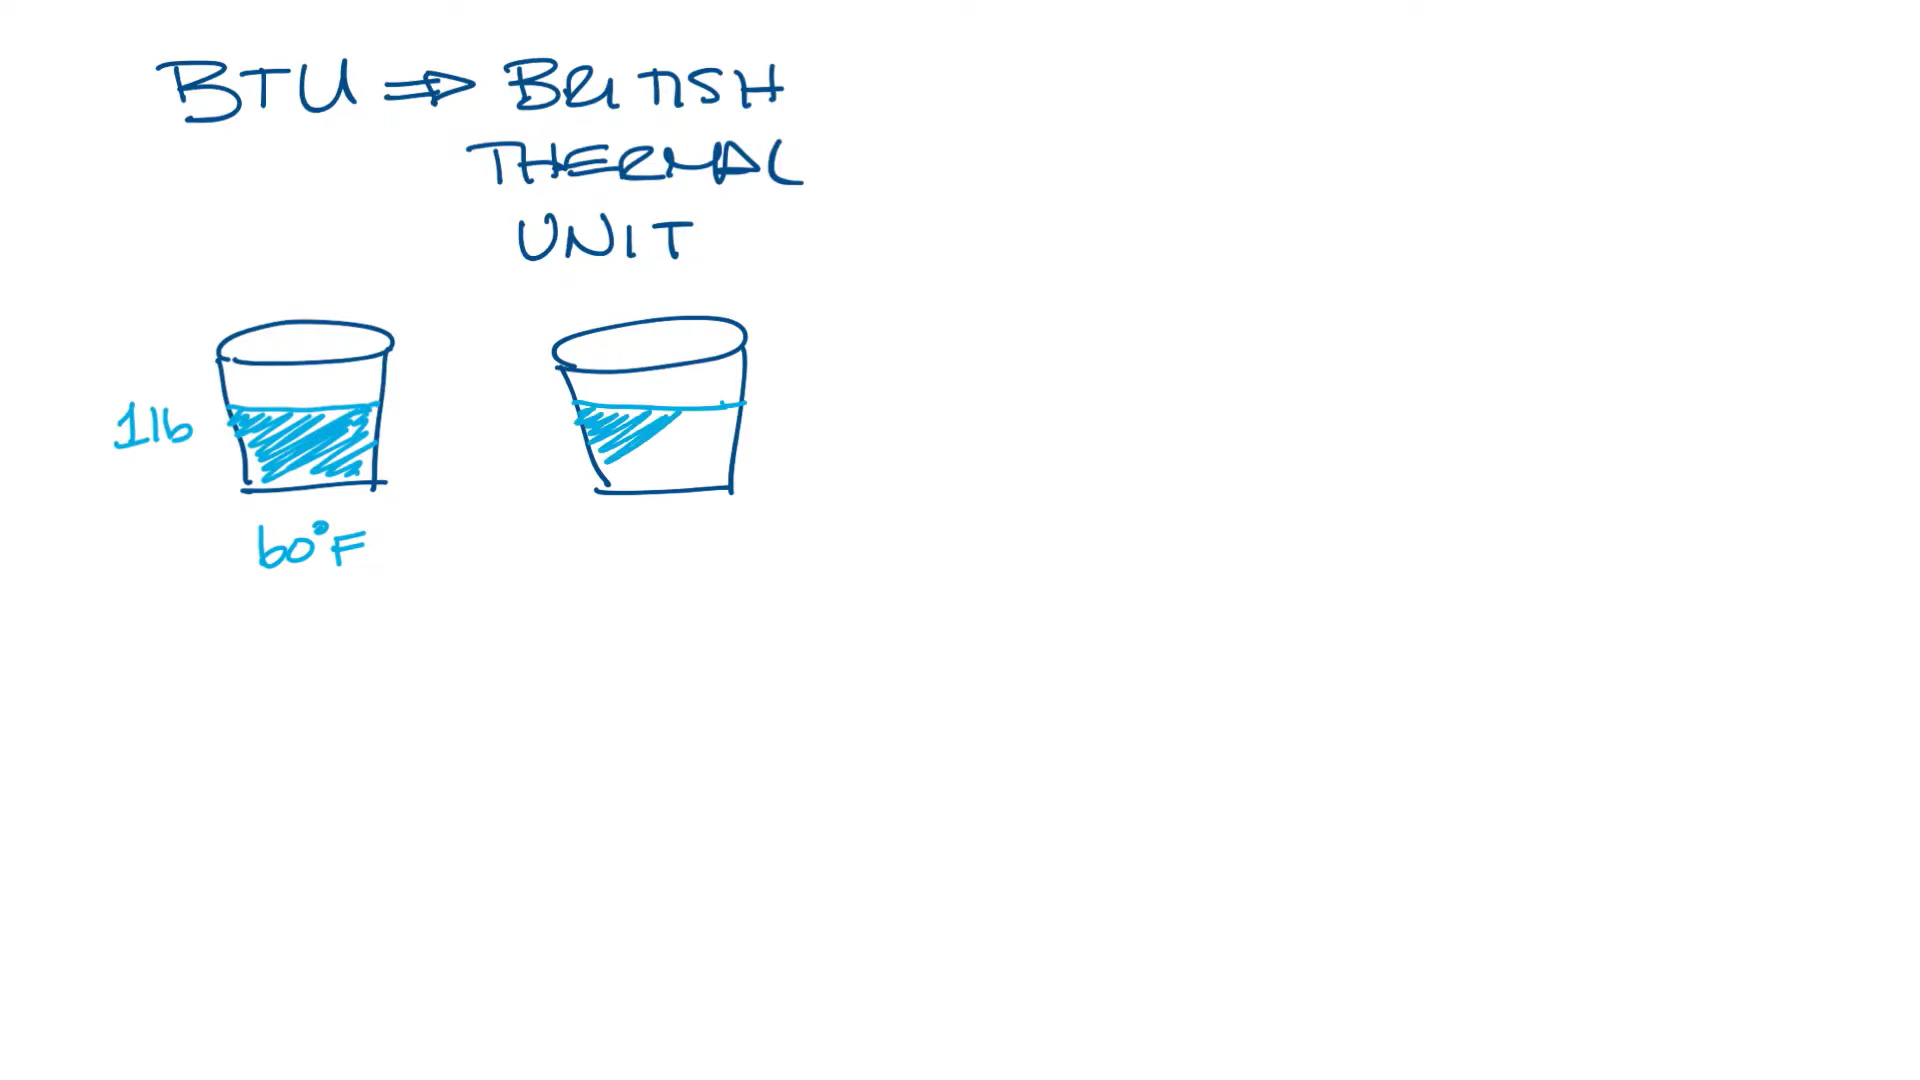 BTU ⇒ BRITISH
THERMAL
UNIT
1lb
60°F